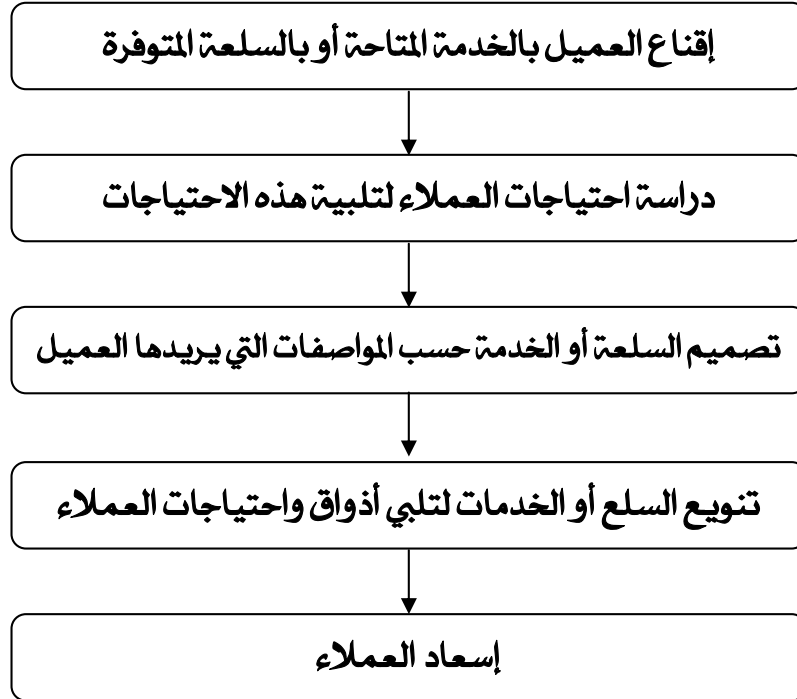 إقناع العميل بالخدمة المتاحة أو بالسلعة المتوفرة
دراسة احتياجات العملاء لتلبية هذه الاحتياجات
تصميم السلعة أو الخدمة حسب المواصفات التي يريدها العميل
تنويع السلع أو الخدمات لتلبي أذواق واحتياجات العملاء
إسعاد العملاء